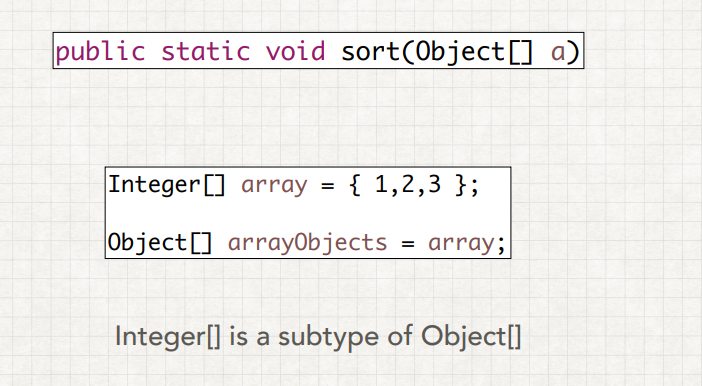 public static void sort(Object[] a)
Integer[] array = { 1,2,3 };
Object[] arrayObjects = array;
Integer[] is a subtype of Object[]